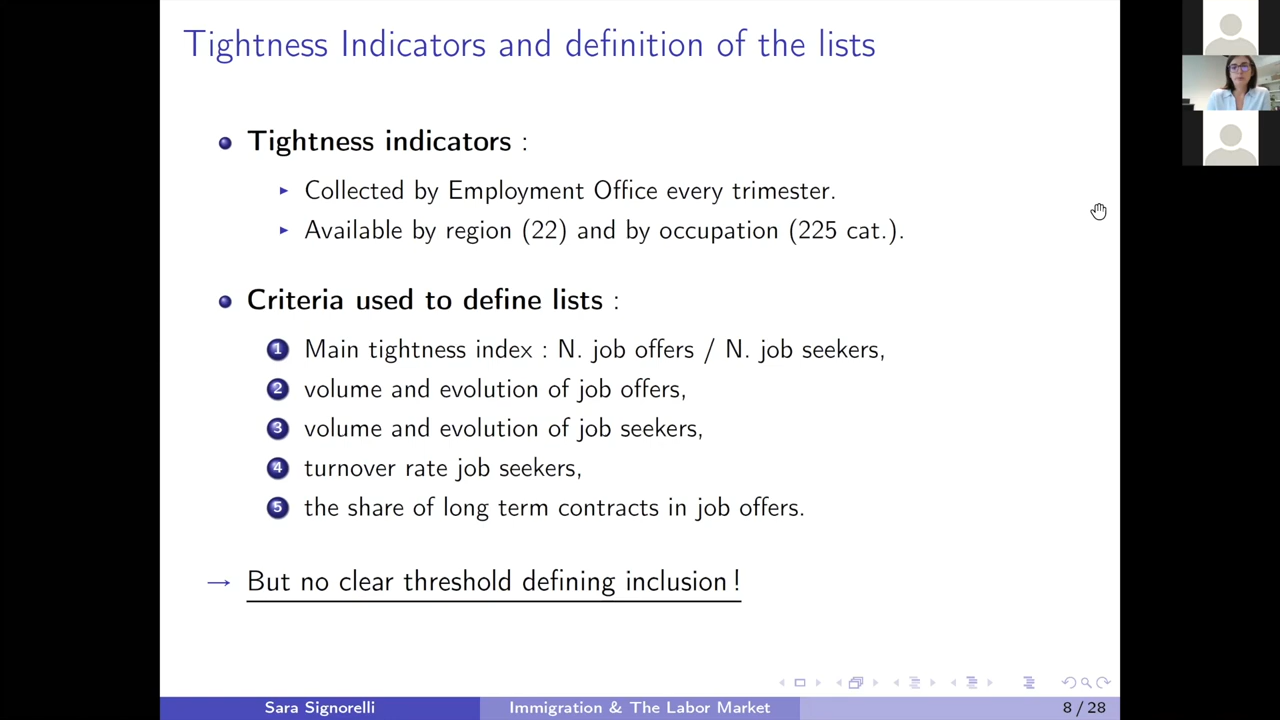 Tightness Indicators and definition of the lists
Tightness indicators :
Collected by Employment Office every trimester.
Available by region (22) and by occupation (225 cat.).
Criteria used to define lists :
1 Main tightness index : N. job offers / N. job seekers,
2 volume and evolution of job offers,
3 volume and evolution of job seekers,
4 turnover rate job seekers,
5 the share of long term contracts in job offers.
→ But no clear threshold defining inclusion !
Sara Signorelli Immigration & The Labor Market 8 / 28